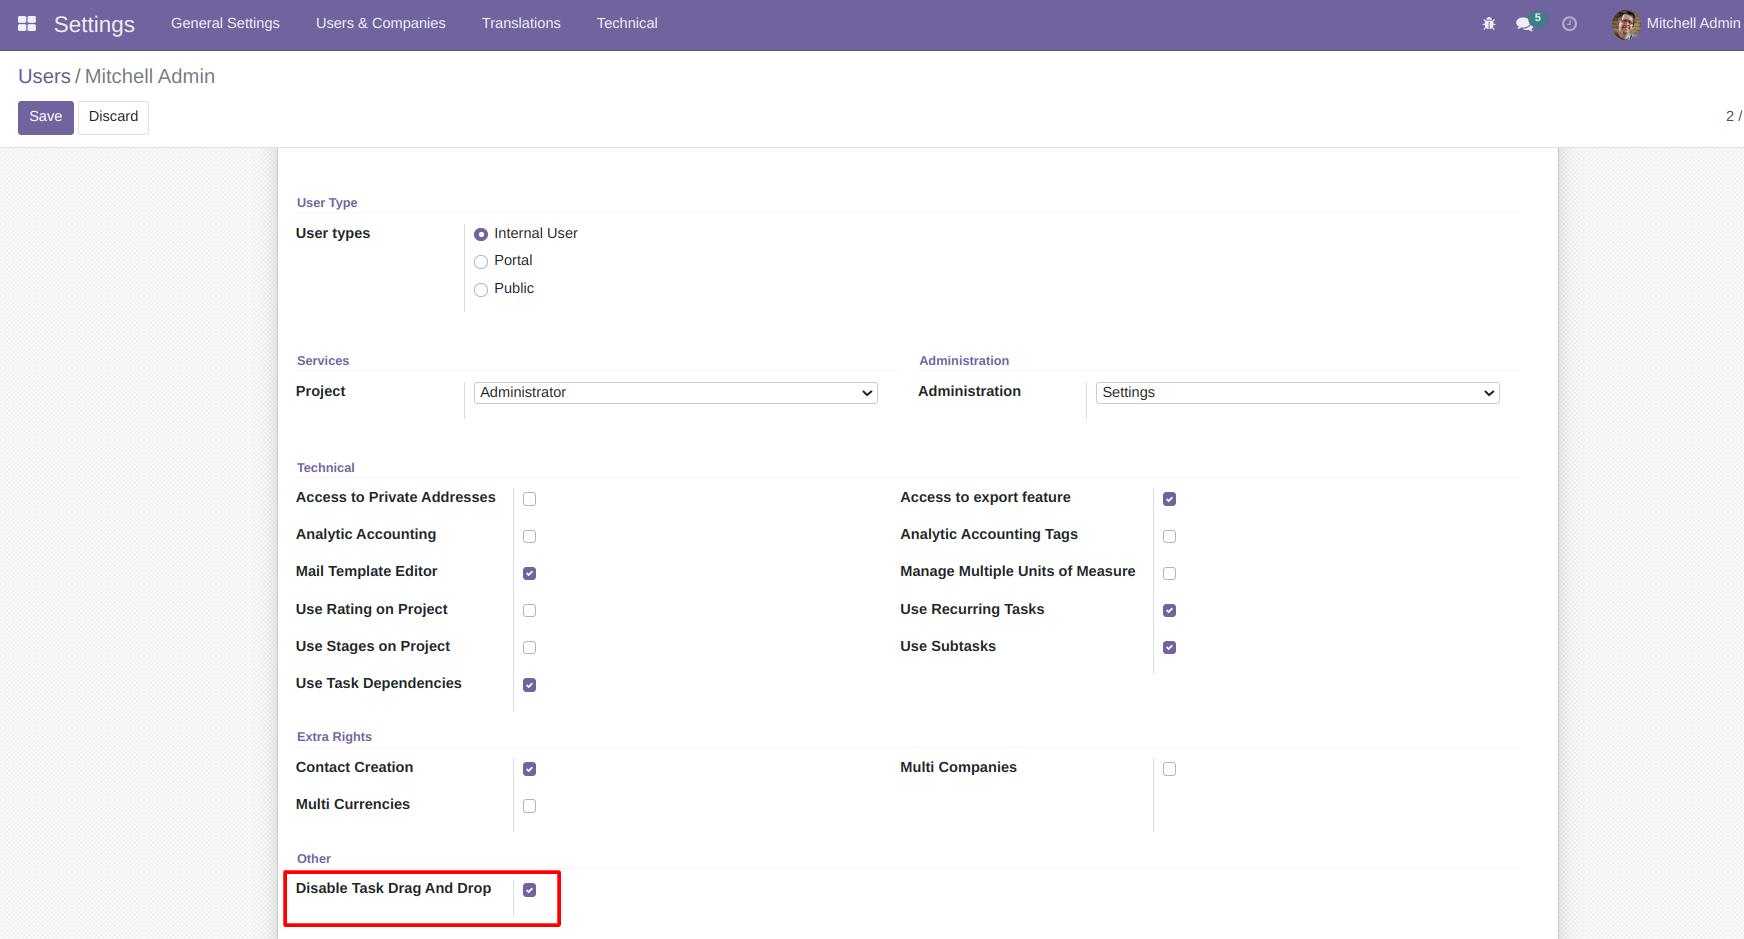 Settings General Settings Users & Companies Translations Technical 5 Mitchell Admin
Users / Mitchell Admin
Save Discard 2 /
User Type
User types Internal User
Portal
Public
Services Administration
Project Administrator Administration Settings
Technical
Access to Private Addresses Access to export feature
Analytic Accounting Analytic Accounting Tags
Mail Template Editor Manage Multiple Units of Measure
Use Rating on Project Use Recurring Tasks
Use Stages on Project Use Subtasks
Use Task Dependencies
Extra Rights
Contact Creation Multi Companies
Multi Currencies
Other
Disable Task Drag And Drop